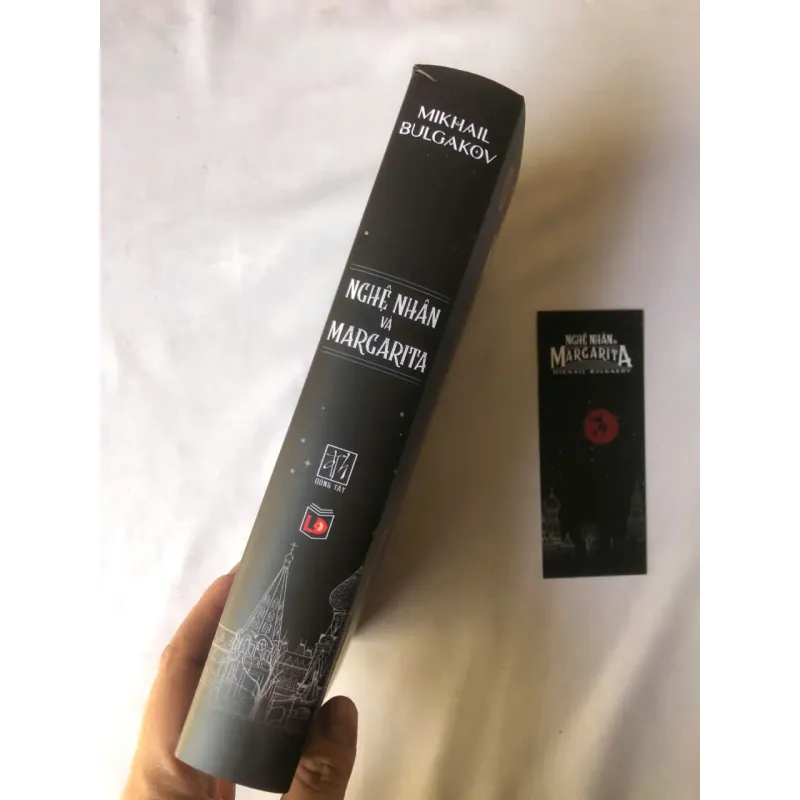 MIKHAIL
BULGAKOV
NGHỆ NHÂN
VÀ
MARGARITA
ĐÔNG TÂY
NGHỆ NHÂN VÀ
MARGARITA
MIKHAIL BULGAKOV